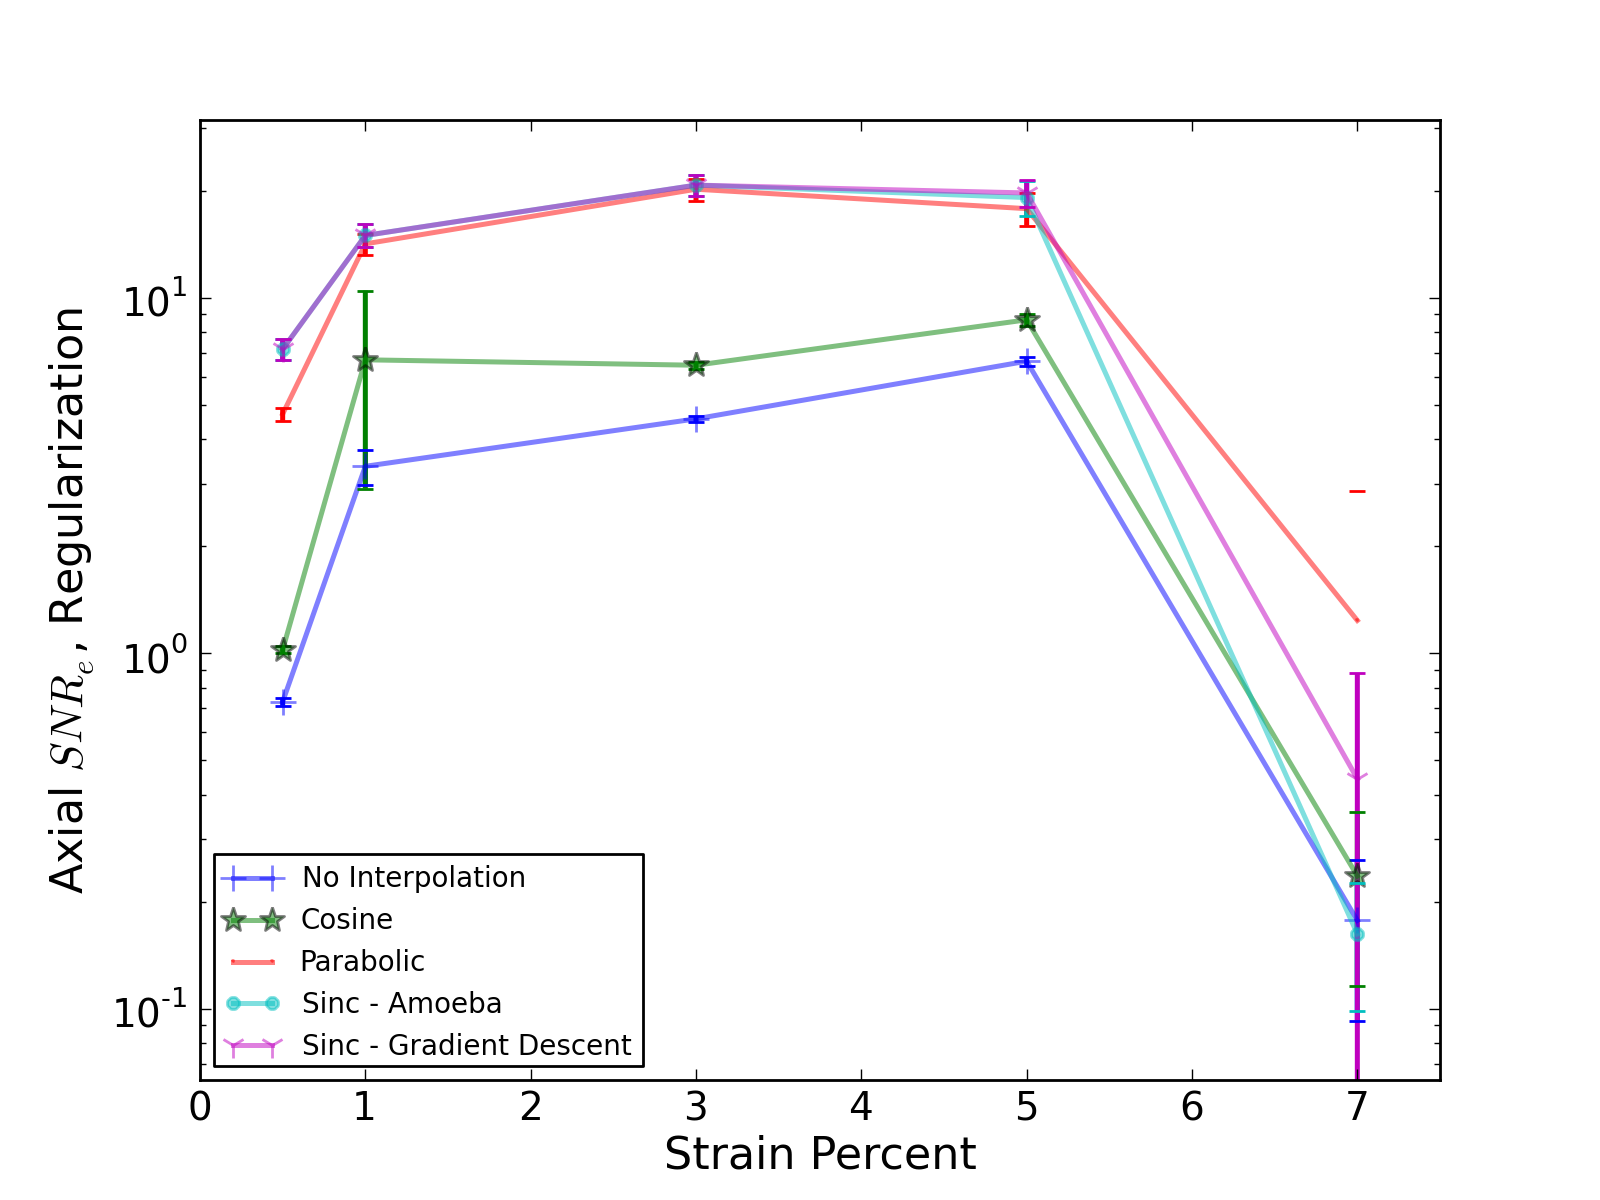 Axial SNR_e, Regularization
10^1
10^0
10^-1
No Interpolation
Cosine
Parabolic
Sinc - Amoeba
Sinc - Gradient Descent
0 1 2 3 4 5 6 7
Strain Percent